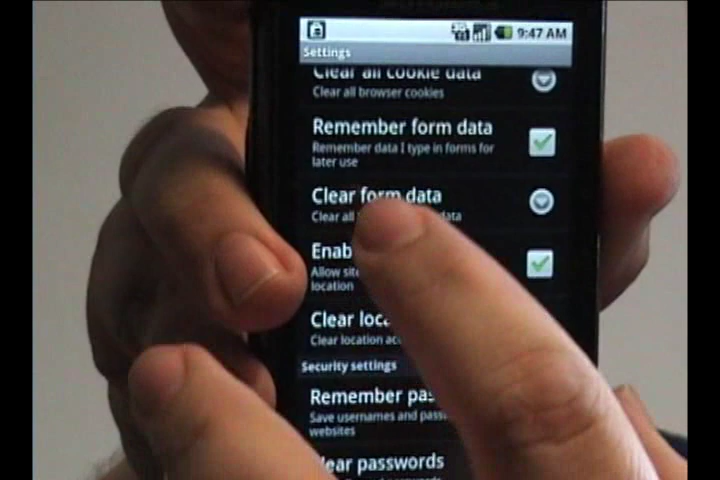 9:47 AM
Settings
Clear all cookie data
Clear all browser cookies
Remember form data
Remember data I type in forms for
later use
Clear form data
Clear all data
Enab
Allow site
location
Clear loca
Clear location acc
Security settings
Remember pas
Save usernames and pass
websites
Clear passwords